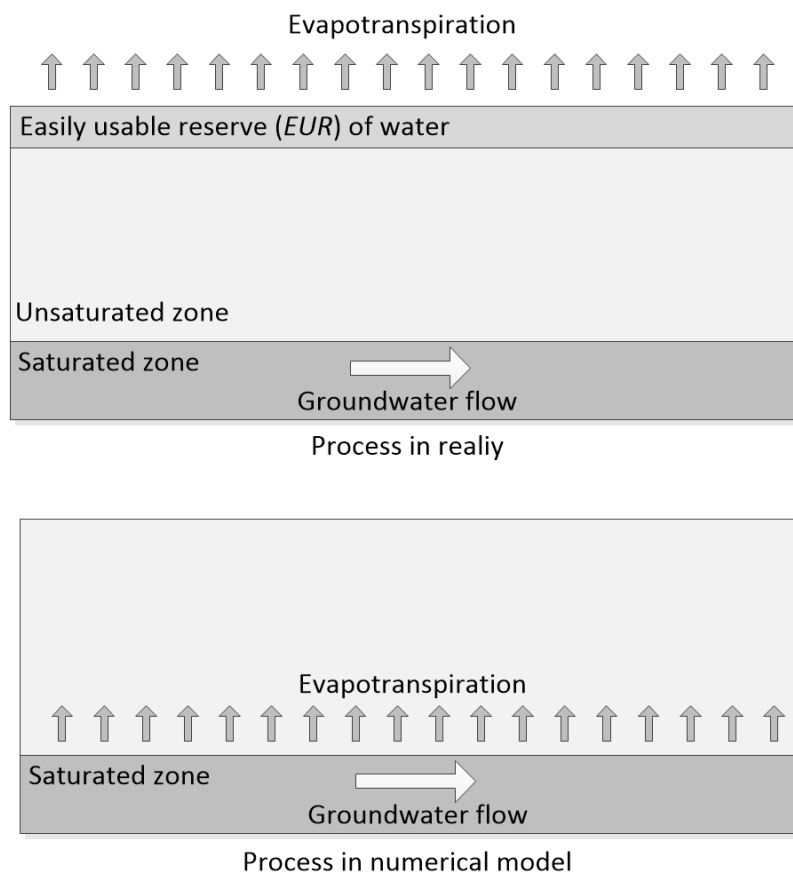 Evapotranspiration
Easily usable reserve (EUR) of water
Unsaturated zone
Saturated zone
Groundwater flow
Process in realiy
Evapotranspiration
Saturated zone
Groundwater flow
Process in numerical model